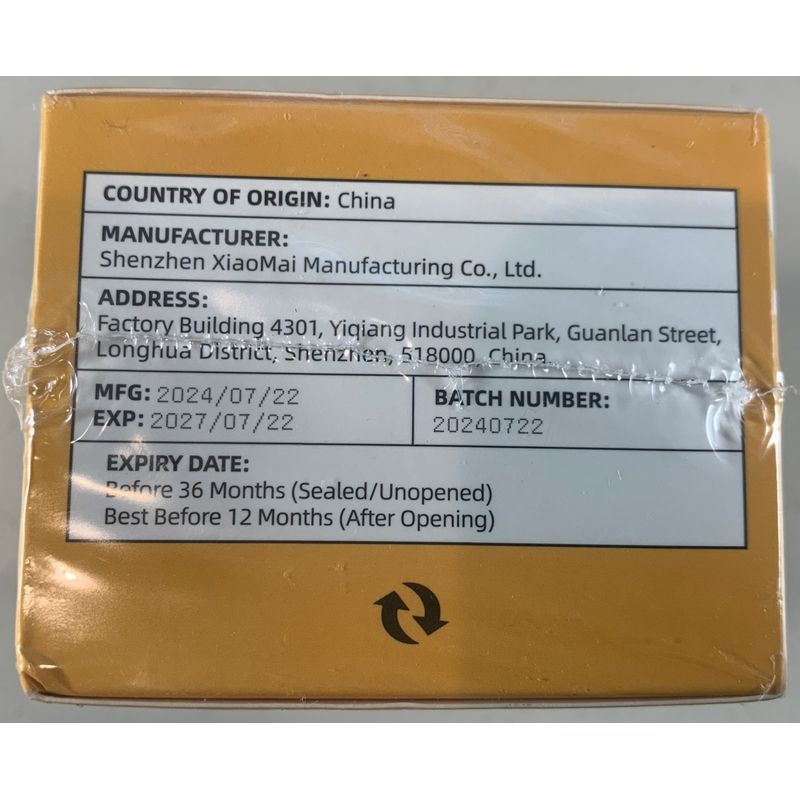 COUNTRY OF ORIGIN: China
MANUFACTURER:
Shenzhen XiaoMai Manufacturing Co., Ltd.
ADDRESS:
Factory Building 4301, Yiqiang Industrial Park, Guanlan Street,
Longhua District, Shenzhen, 518000, China
MFG: 2024/07/22
EXP: 2027/07/22
BATCH NUMBER:
20240722
EXPIRY DATE:
Before 36 Months (Sealed/Unopened)
Best Before 12 Months (After Opening)